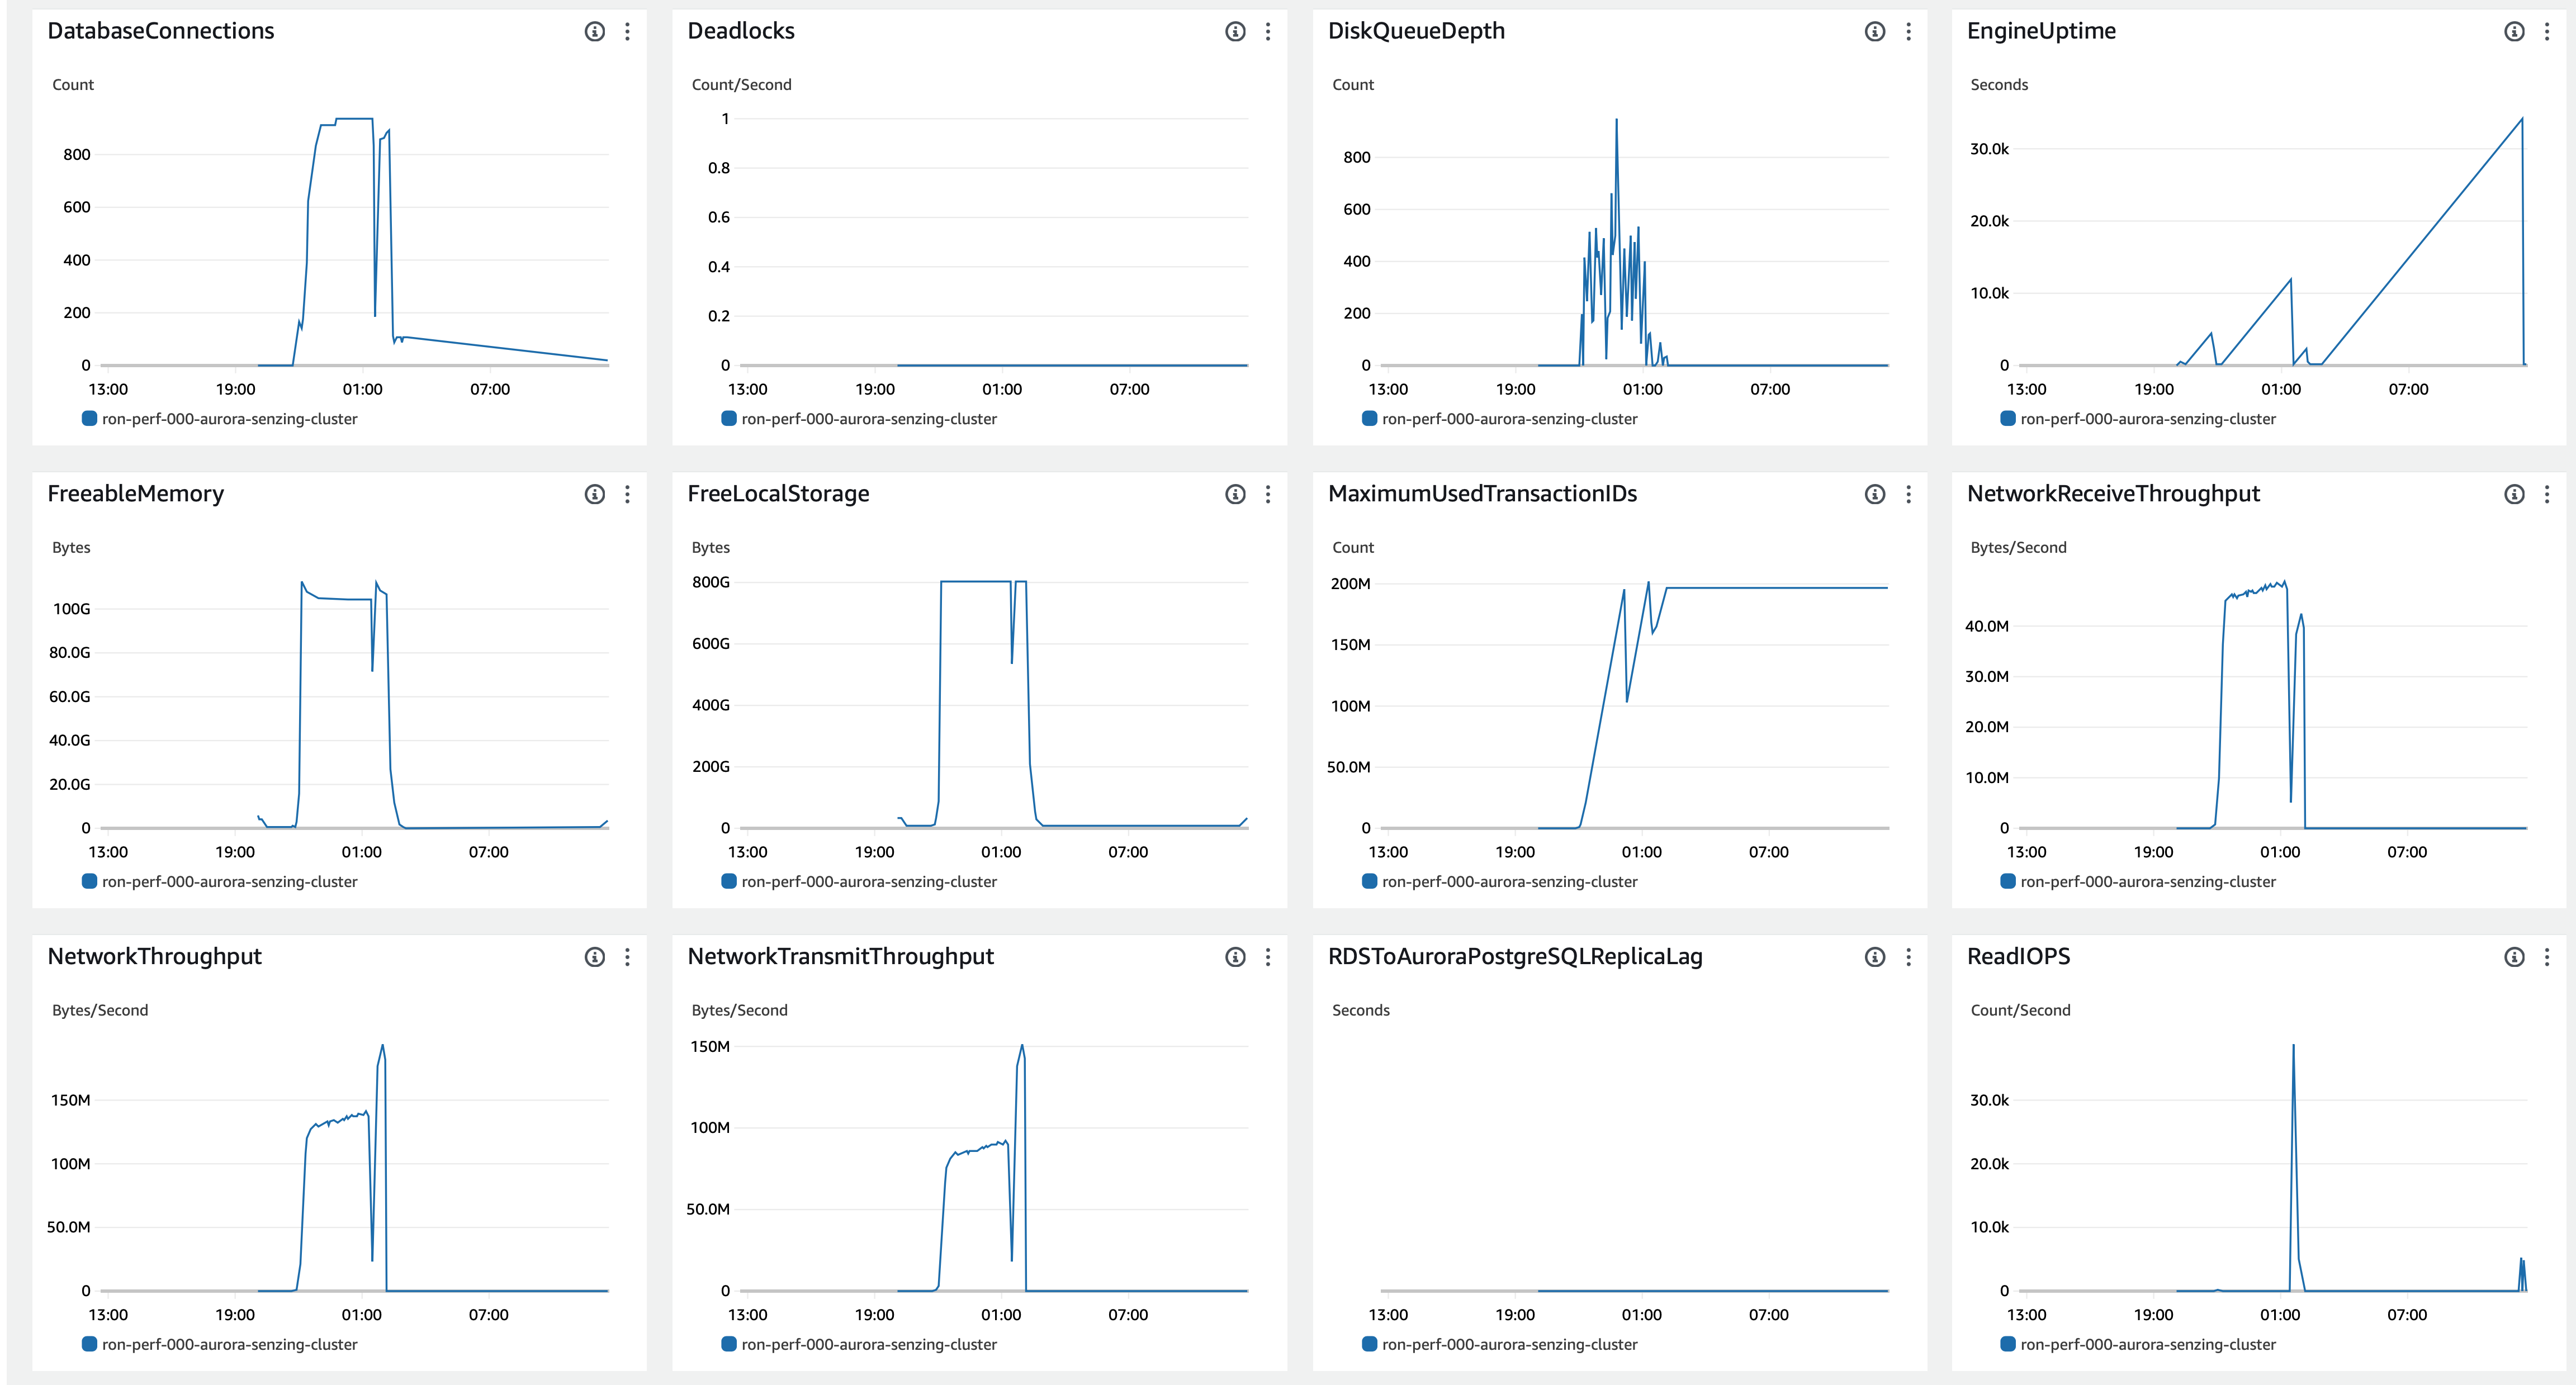 DatabaseConnections
Count
800
600
400
200
0
13:00 19:00 01:00 07:00
ron-perf-000-aurora-senzing-cluster
Deadlocks
Count/Second
1
0.8
0.6
0.4
0.2
0
13:00 19:00 01:00 07:00
ron-perf-000-aurora-senzing-cluster
DiskQueueDepth
Count
800
600
400
200
0
13:00 19:00 01:00 07:00
ron-perf-000-aurora-senzing-cluster
EngineUptime
Seconds
30.0k
20.0k
10.0k
0
13:00 19:00 01:00 07:00
ron-perf-000-aurora-senzing-cluster
FreeableMemory
Bytes
100G
80.0G
60.0G
40.0G
20.0G
0
13:00 19:00 01:00 07:00
ron-perf-000-aurora-senzing-cluster
FreeLocalStorage
Bytes
800G
600G
400G
200G
0
13:00 19:00 01:00 07:00
ron-perf-000-aurora-senzing-cluster
MaximumUsedTransactionIDs
Count
200M
150M
100M
50.0M
0
13:00 19:00 01:00 07:00
ron-perf-000-aurora-senzing-cluster
NetworkReceiveThroughput
Bytes/Second
40.0M
30.0M
20.0M
10.0M
0
13:00 19:00 01:00 07:00
ron-perf-000-aurora-senzing-cluster
NetworkThroughput
Bytes/Second
150M
100M
50.0M
0
13:00 19:00 01:00 07:00
ron-perf-000-aurora-senzing-cluster
NetworkTransmitThroughput
Bytes/Second
150M
100M
50.0M
0
13:00 19:00 01:00 07:00
ron-perf-000-aurora-senzing-cluster
RDSToAuroraPostgreSQLReplicaLag
Seconds
13:00 19:00 01:00 07:00
ron-perf-000-aurora-senzing-cluster
ReadIOPS
Count/Second
30.0k
20.0k
10.0k
0
13:00 19:00 01:00 07:00
ron-perf-000-aurora-senzing-cluster